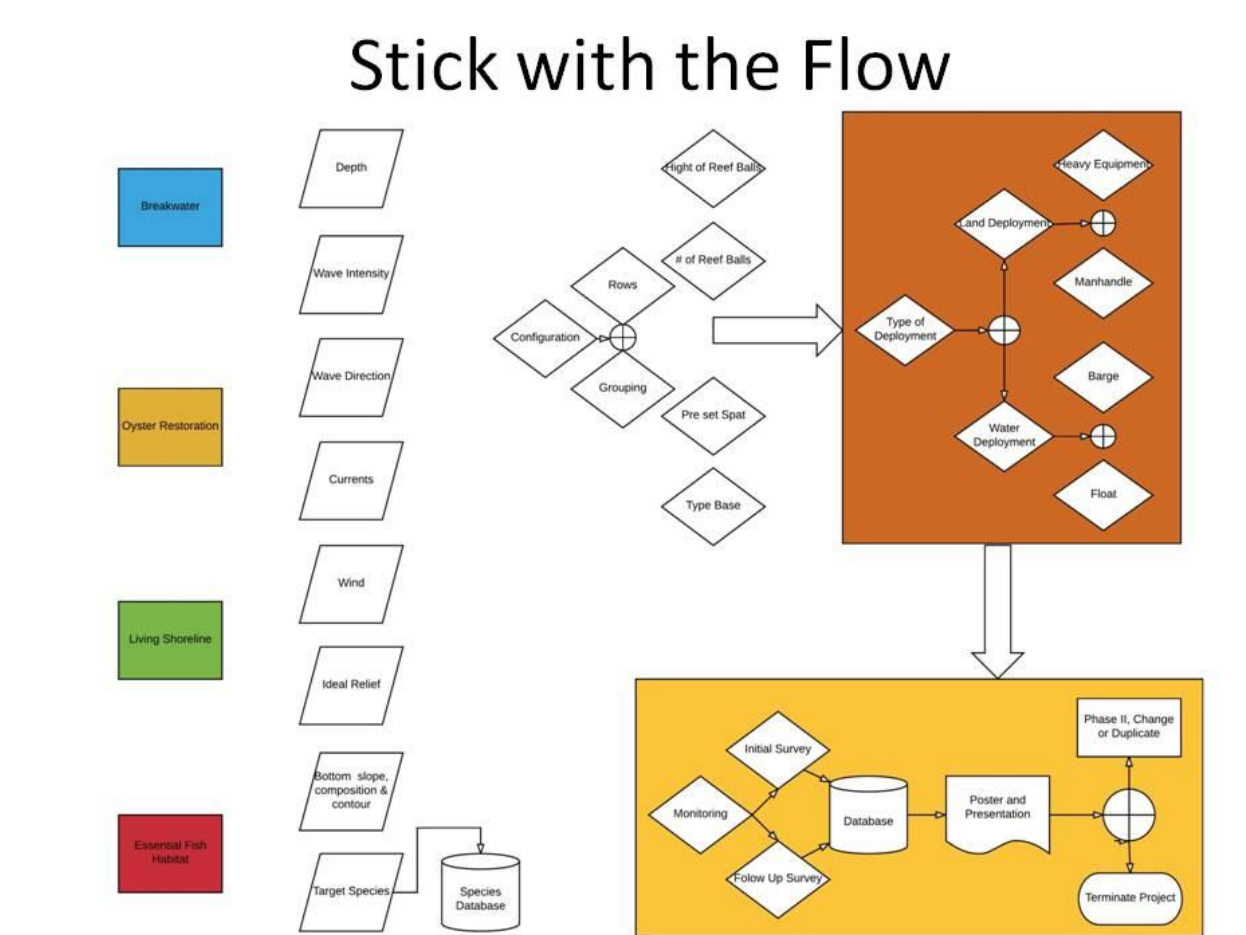 Stick with the Flow
Breakwater
Oyster Restoration
Living Shoreline
Essential Fish
Habitat
Depth
Wave Intensity
Wave Direction
Currents
Wind
Ideal Relief
Bottom slope,
composition &
contour
Target Species
Species
Database
Configuration
Rows
Grouping
Hight of Reef Balls
# of Reef Balls
Pre set Spat
Type Base
Type of
Deployment
Land Deployment
Water
Deployment
Heavy Equipment
Manhandle
Barge
Float
Monitoring
Initial Survey
Folow Up Survey
Database
Poster and
Presentation
Phase II, Change
or Duplicate
Terminate Project